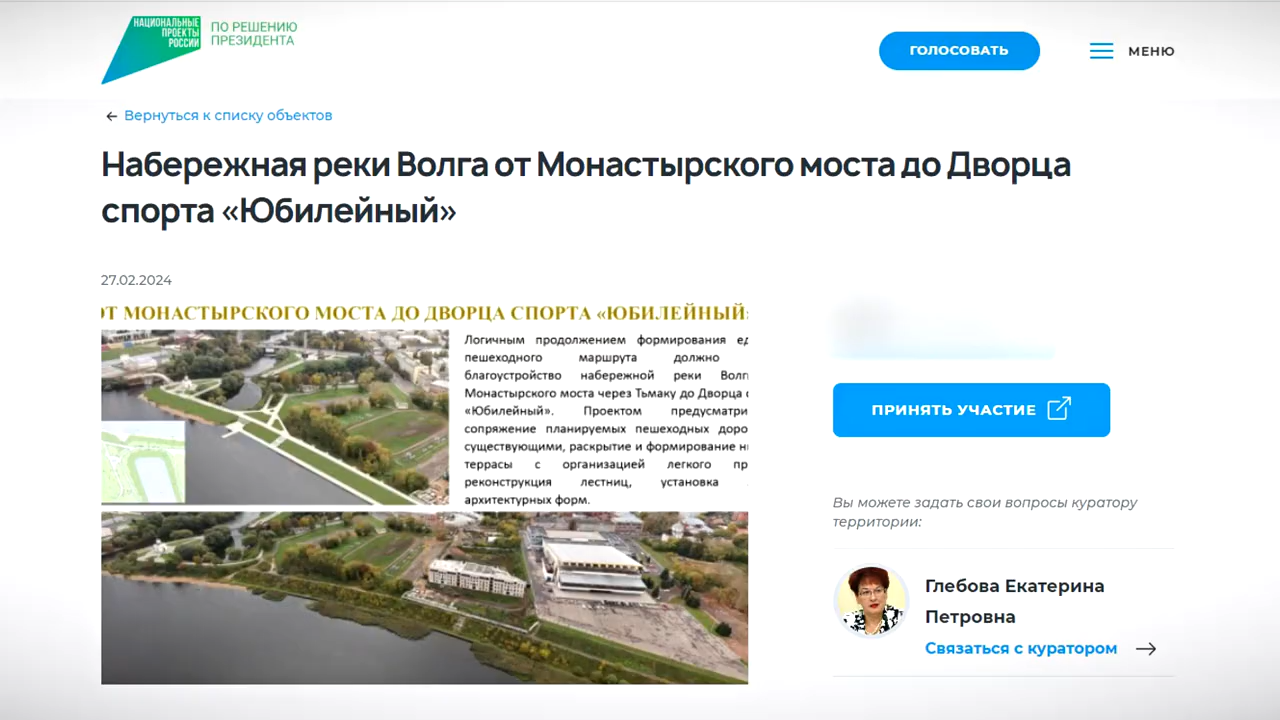 НАЦИОНАЛЬНЫЕ
ПРОЕКТЫ
РОССИИ
ПО РЕШЕНИЮ
ПРЕЗИДЕНТА
ГОЛОСОВАТЬ
МЕНЮ
← Вернуться к списку объектов
Набережная реки Волга от Монастырского моста до Дворца
спорта «Юбилейный»
27.02.2024
ОТ МОНАСТЫРСКОГО МОСТА ДО ДВОРЦА СПОРТА «ЮБИЛЕЙНЫЙ»
Логичным продолжением формирования ед
пешеходного маршрута должно
благоустройство набережной реки Волг
Монастырского моста через Тьмаку до Дворца с
«Юбилейный». Проектом предусматри
сопряжение планируемых пешеходных доро
существующими, раскрытие и формирование
террасы с организацией легкого пр
реконструкция лестниц, установка
архитектурных форм.
ПРИНЯТЬ УЧАСТИЕ
Вы можете задать свои вопросы куратору
территории:
Глебова Екатерина
Петровна
Связаться с куратором →